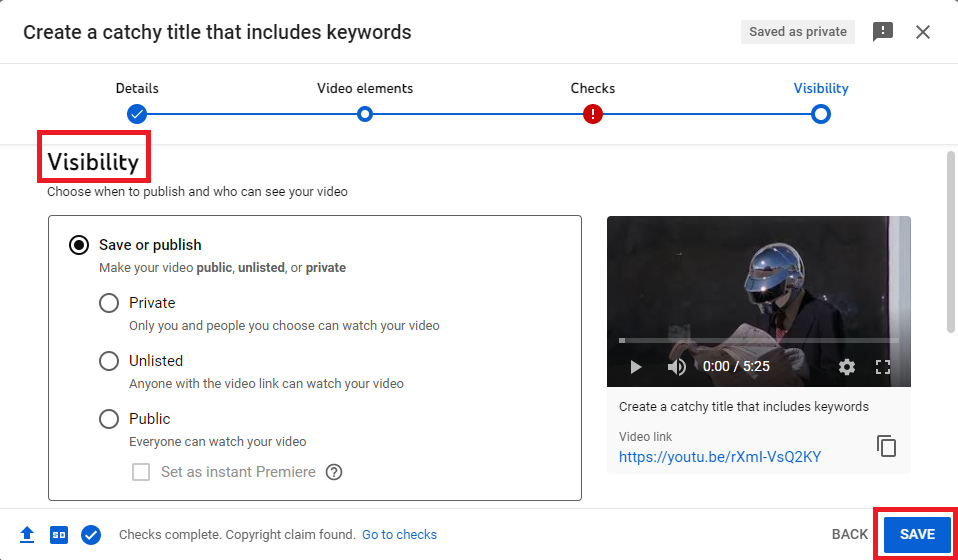 Create a catchy title that includes keywords
Saved as private
Details
Video elements
Checks
Visibility
Visibility
Choose when to publish and who can see your video
Save or publish
Make your video public, unlisted, or private
Private
Only you and people you choose can watch your video
Unlisted
Anyone with the video link can watch your video
Public
Everyone can watch your video
Set as instant Premiere
0:00 / 5:25
Create a catchy title that includes keywords
Video link
https://youtu.be/rXmI-VsQ2KY
SD
Checks complete. Copyright claim found. Go to checks
BACK
SAVE